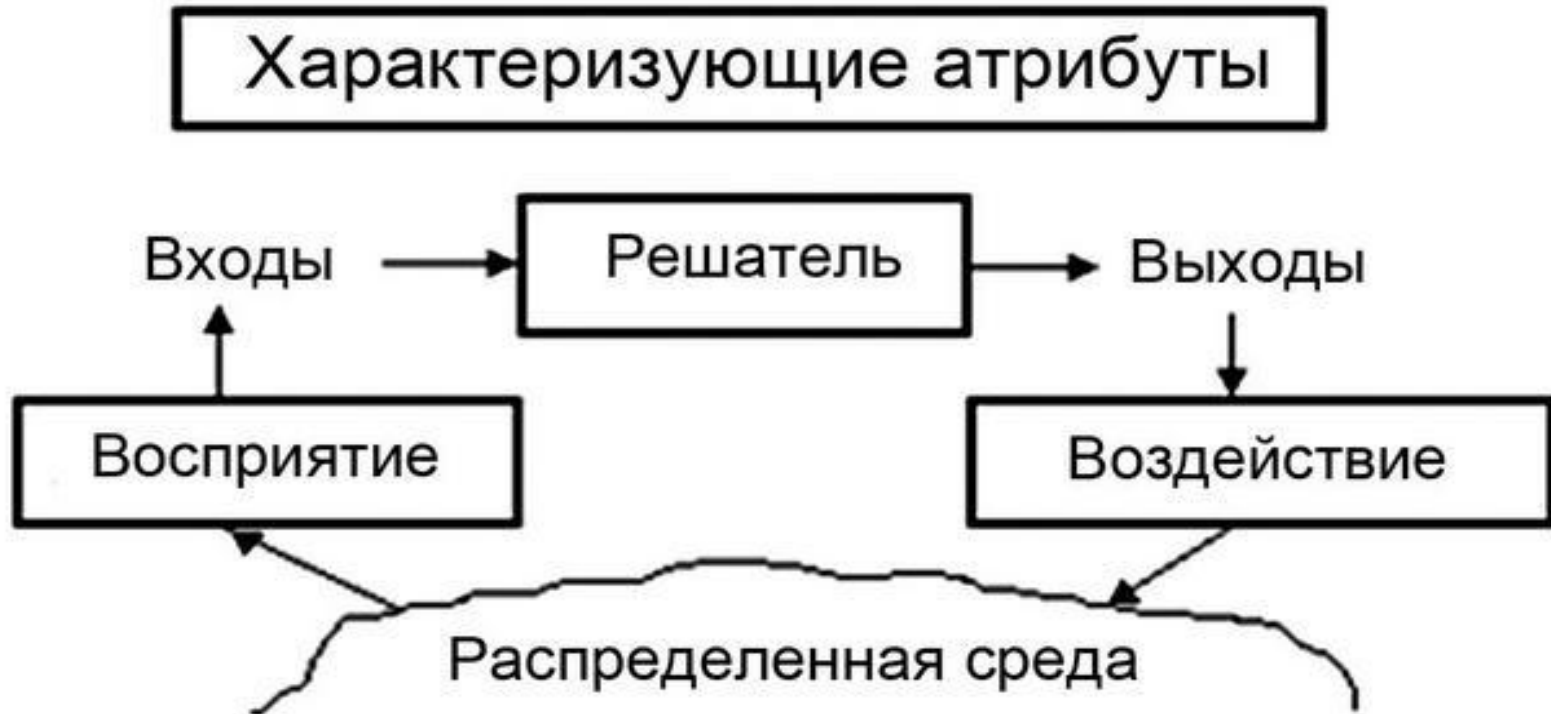 Характеризующие атрибуты
Входы
Решатель
Выходы
Восприятие
Воздействие
Распределенная среда